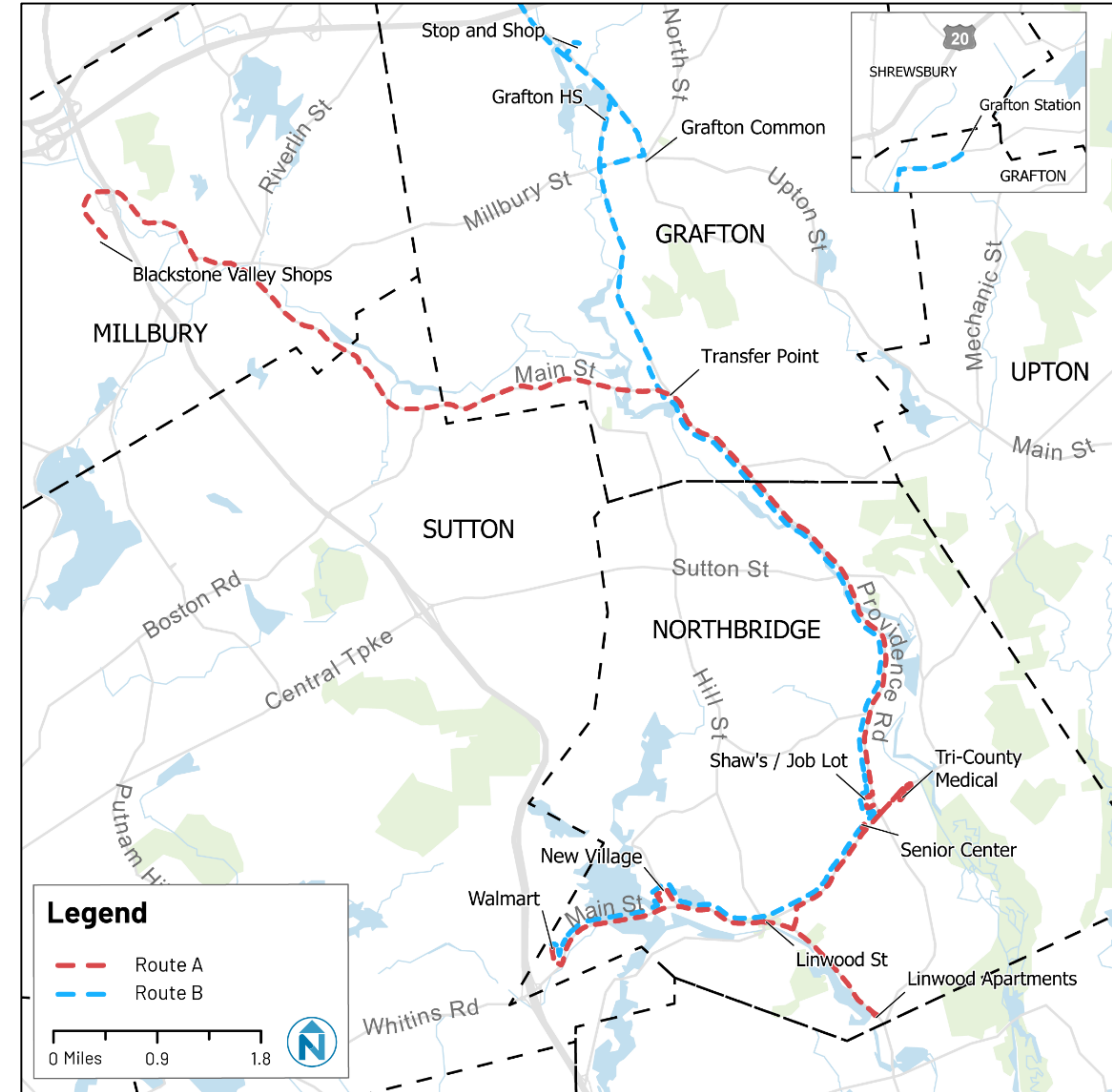 Stop and Shop
North St
20
SHREWSBURY
Grafton Station
GRAFTON
Grafton HS
Grafton Common
Riverlin St
Millbury St
Upton St
GRAFTON
Mechanic St
Blackstone Valley Shops
MILLBURY
Transfer Point
Main St
UPTON
Main St
SUTTON
Sutton St
Boston Rd
Providence Rd
NORTHBRIDGE
Central Tpke
Hill St
Shaw's / Job Lot
Tri-County
Medical
Putnam Hi
Senior Center
New Village
Walmart
Main St
Linwood St
Linwood Apartments
Whitins Rd
Legend
Route A
Route B
0 Miles 0.9 1.8
N